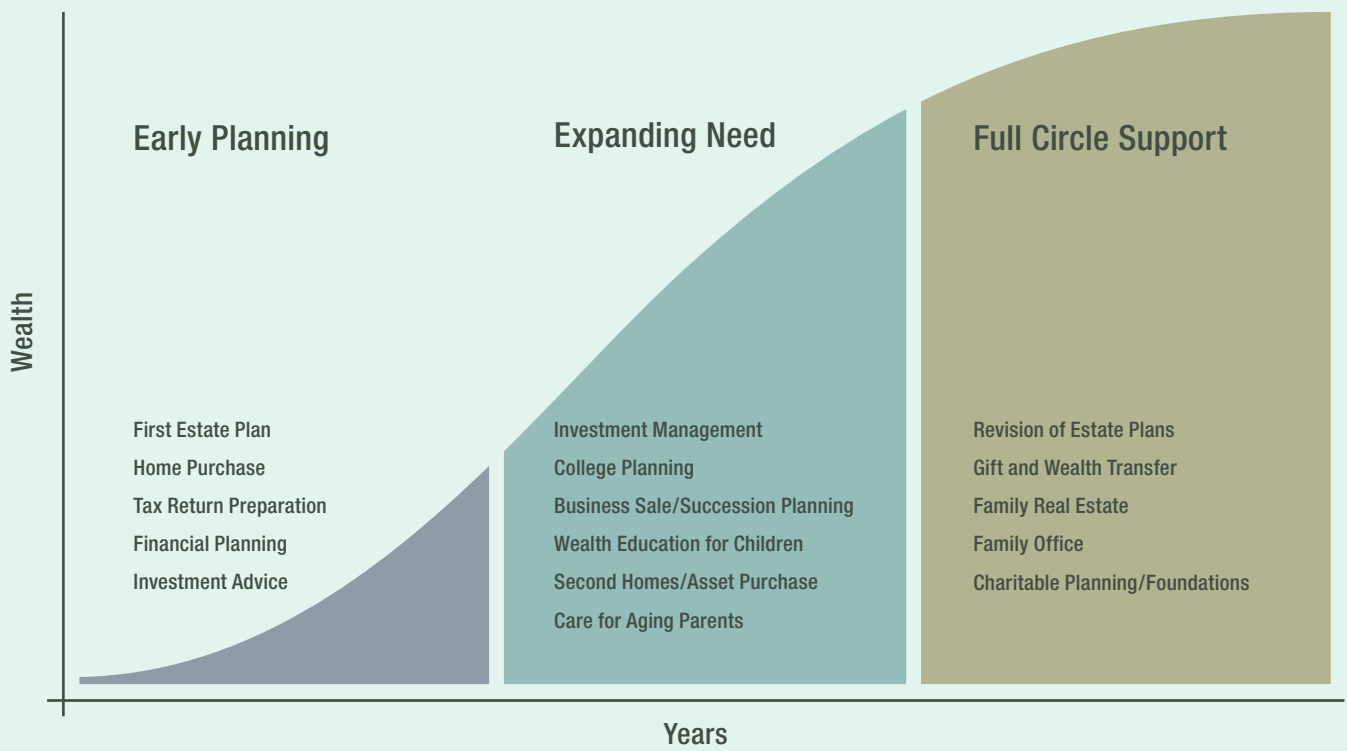 Wealth
Early Planning
First Estate Plan
Home Purchase
Tax Return Preparation
Financial Planning
Investment Advice
Expanding Need
Investment Management
College Planning
Business Sale/Succession Planning
Wealth Education for Children
Second Homes/Asset Purchase
Care for Aging Parents
Full Circle Support
Revision of Estate Plans
Gift and Wealth Transfer
Family Real Estate
Family Office
Charitable Planning/Foundations
Years